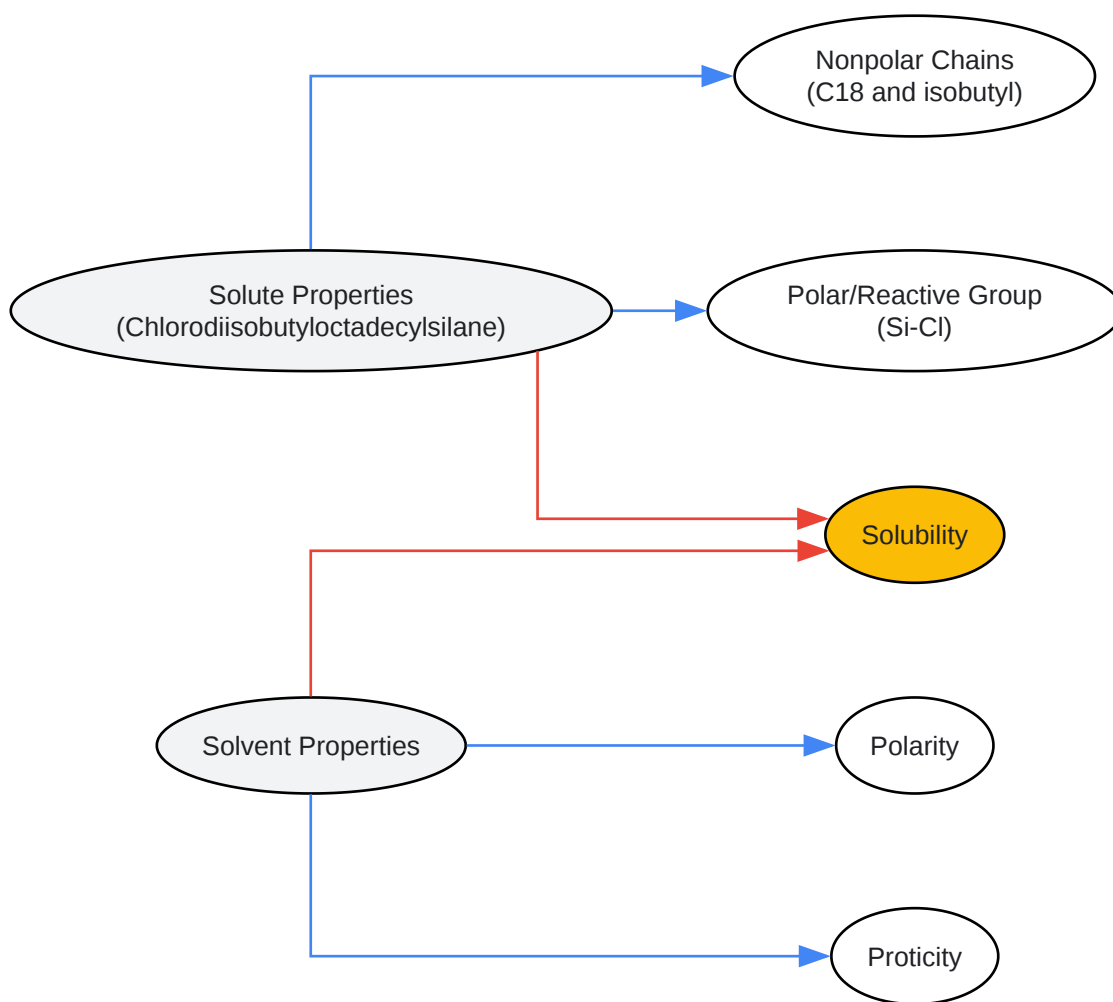 Nonpolar Chains
(C18 and isobutyl)
Solute Properties
(Chlorodiisobutyloctadecylsilane)
Polar/Reactive Group
(Si-Cl)
Solubility
Solvent Properties
Polarity
Proticity